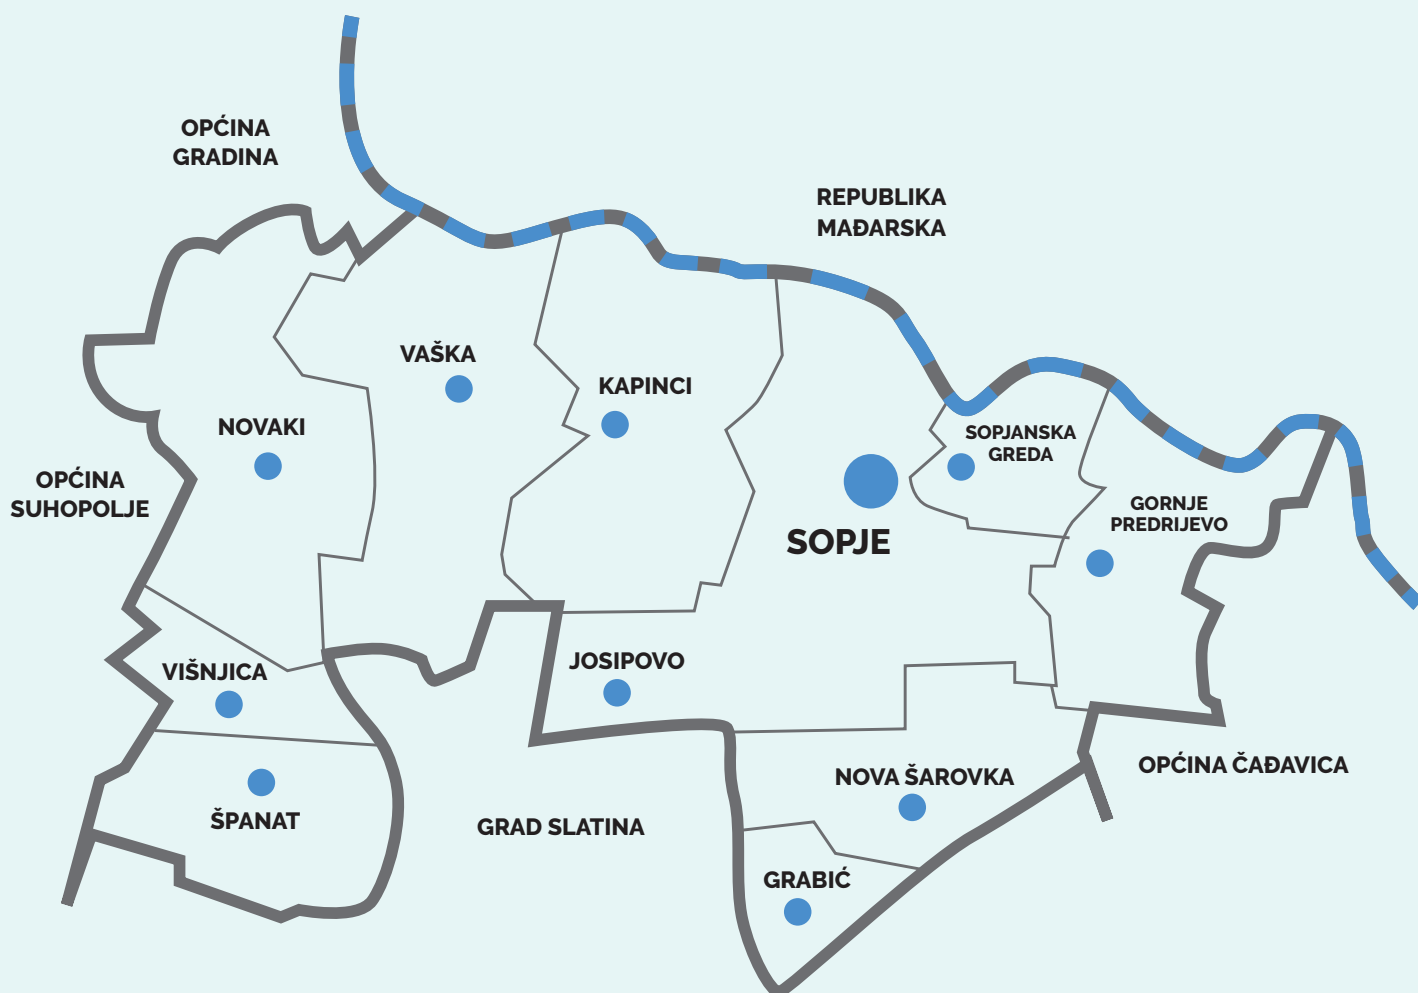 OPĆINA
GRADINA
REPUBLIKA
MAĐARSKA
VAŠKA
KAPINCI
NOVAKI
SOPJANSKA
GREDA
OPĆINA
SUHOPOLJE
GORNJE
PREDRIJEVO
SOPJE
VIŠNJICA
JOSIPOVO
OPĆINA ČAĐAVICA
NOVA ŠAROVKA
ŠPANAT
GRAD SLATINA
GRABIĆ